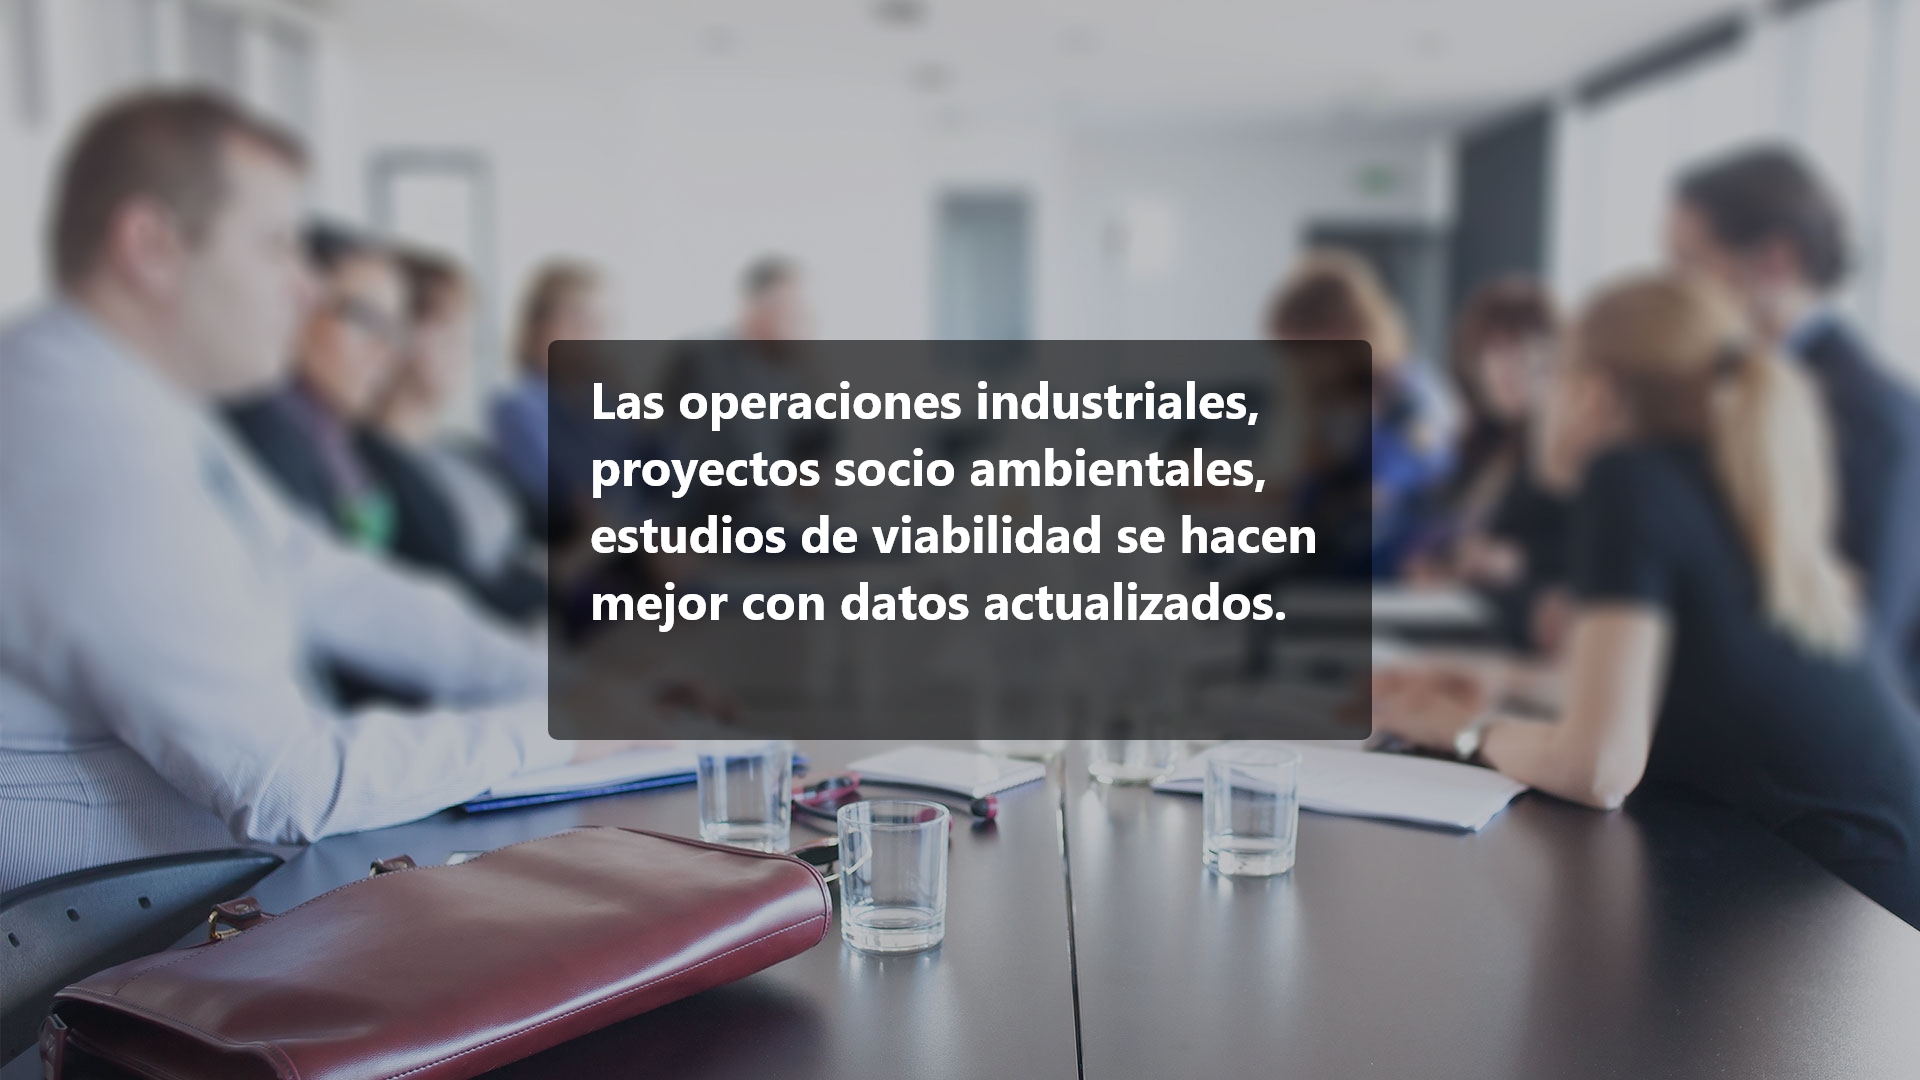 Las operaciones industriales,
proyectos socio ambientales,
estudios de viabilidad se hacen
mejor con datos actualizados.